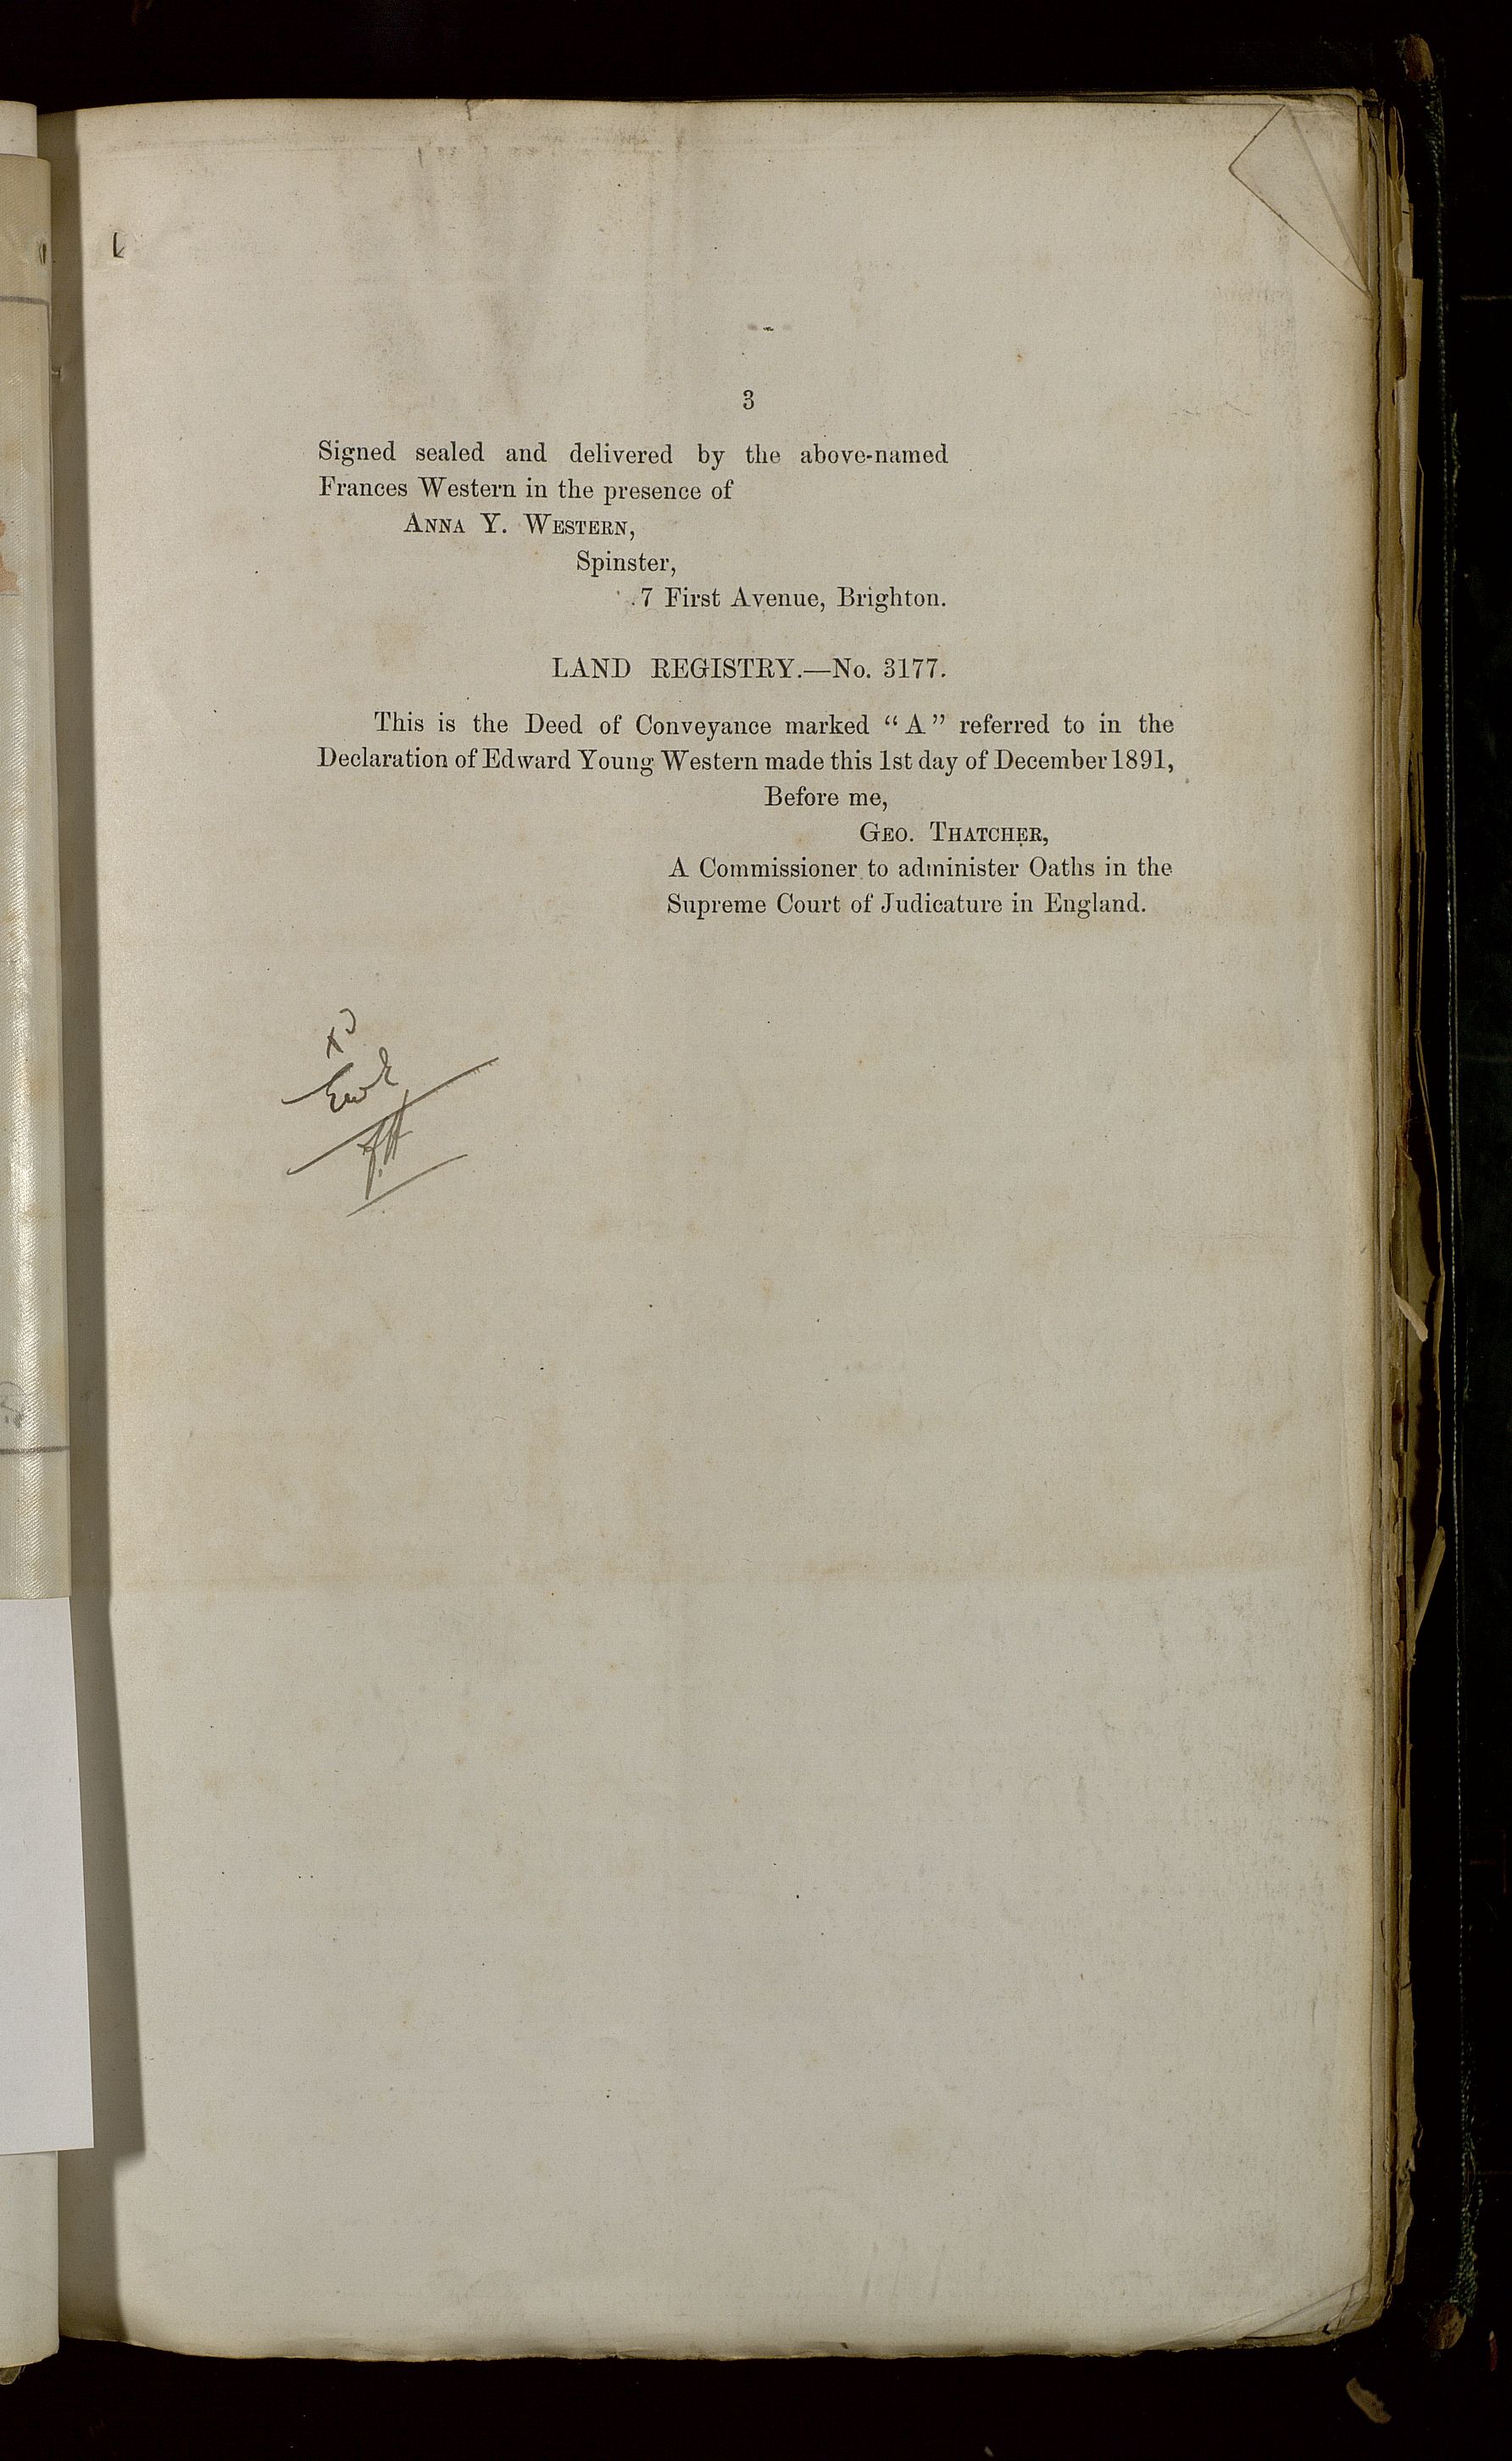 3
Signed sealed and delivered by the above-named
Frances Western in the presence of
ANNA Y. WESTERN,
Spinster,
7 First Avenue, Brighton.
LAND REGISTRY.—No. 3177.
This is the Deed of Conveyance marked “A” referred to in the
Declaration of Edward Young Western made this 1st day of December 1891,
Before me,
GEO. THATCHER,
A Commissioner to administer Oaths in the
Supreme Court of Judicature in England.